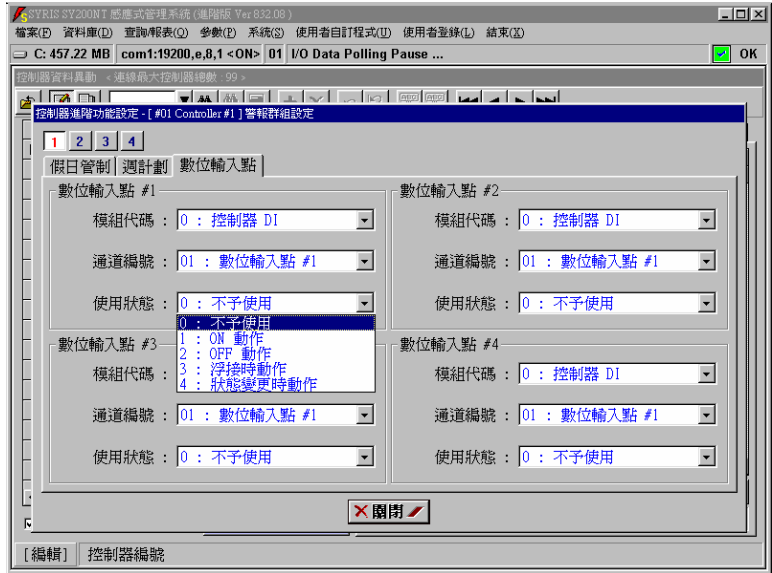 SYRIS SY200NT 感應式管理系統 (進階版 Ver 832.08 )
檔案(F) 資料庫(D) 查詢/報表(Q) 參數(P) 系統(S) 使用者自訂程式(U) 使用者登錄(L) 結束(X)
C: 457.22 MB com1:19200,e,8,1 <ON> 01 I/O Data Polling Pause ... OK
控制器資料異動 <連線最大控制器總數 : 99 >
控制器進階功能設定 - [ #01 Controller #1 ] 警報群組設定
1 2 3 4
假日管制 週計劃 數位輸入點
數位輸入點 #1 數位輸入點 #2
模組代碼 : 0 : 控制器 DI 模組代碼 : 0 : 控制器 DI
通道編號 : 01 : 數位輸入點 #1 通道編號 : 01 : 數位輸入點 #1
使用狀態 : 0 : 不予使用 使用狀態 : 0 : 不予使用
0 : 不予使用
1 : ON 動作
2 : OFF 動作
3 : 浮接時動作
4 : 狀態變更時動作
數位輸入點 #3 數位輸入點 #4
模組代碼 : 模組代碼 : 0 : 控制器 DI
通道編號 : 01 : 數位輸入點 #1 通道編號 : 01 : 數位輸入點 #1
使用狀態 : 0 : 不予使用 使用狀態 : 0 : 不予使用
關閉
[編輯] 控制器編號